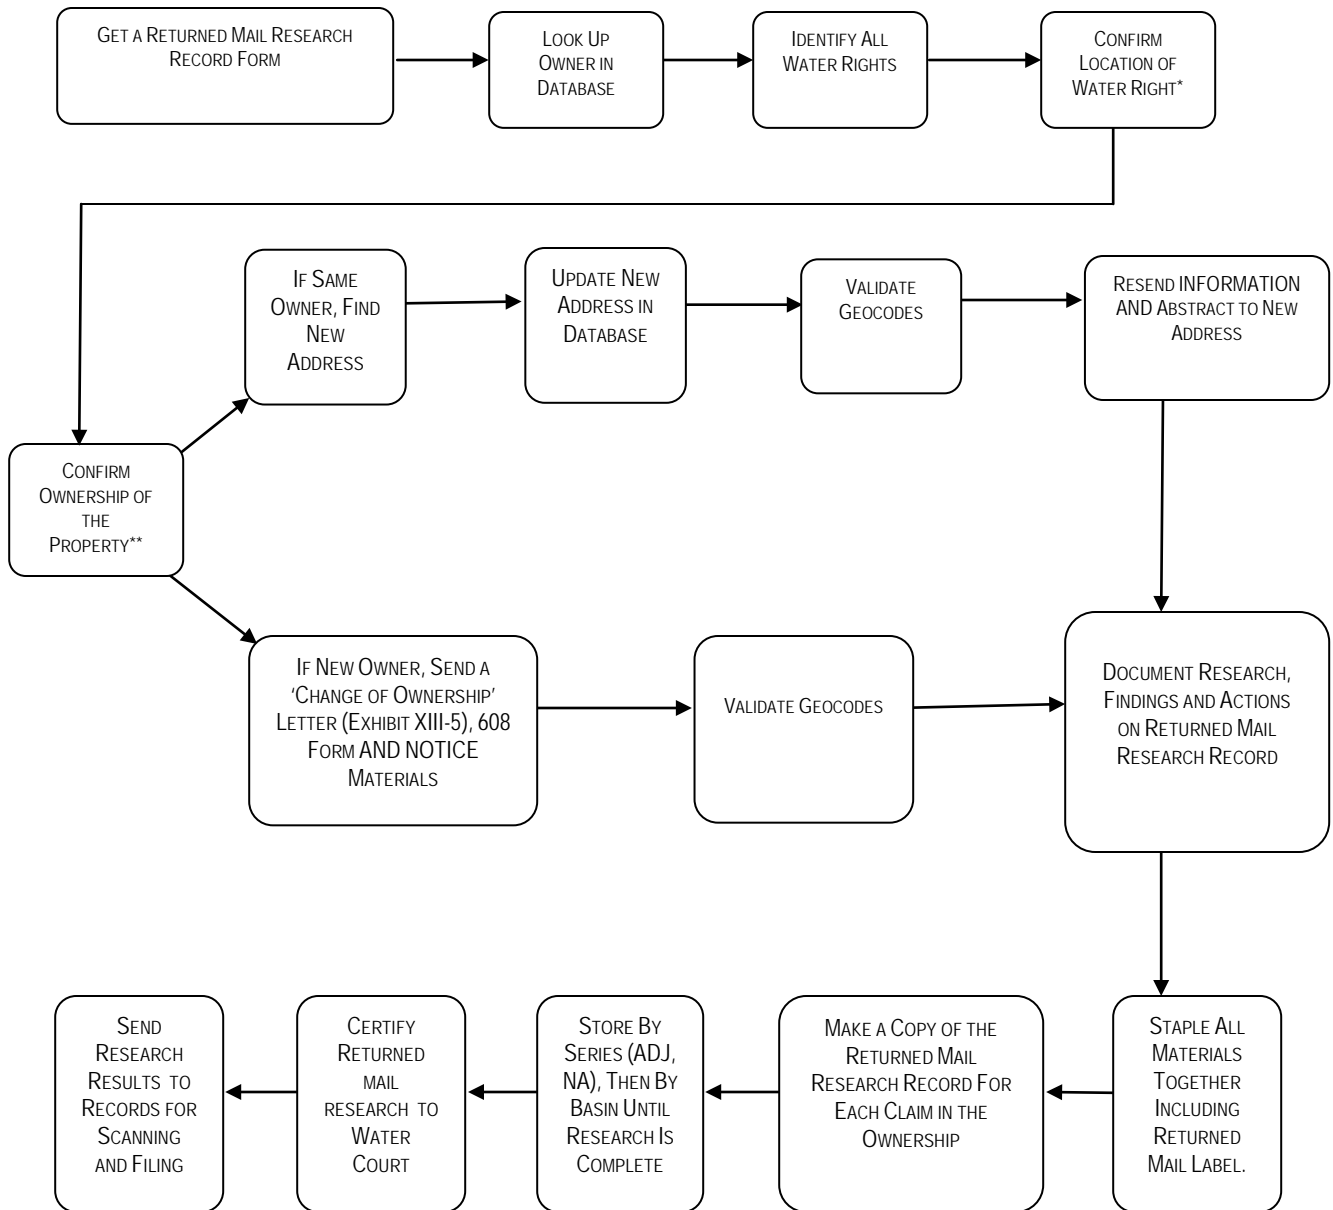 GET A RETURNED MAIL RESEARCH
RECORD FORM
LOOK UP
OWNER IN
DATABASE
IDENTIFY ALL
WATER RIGHTS
CONFIRM
LOCATION OF
WATER RIGHT*
IF SAME
OWNER, FIND
NEW
ADDRESS
UPDATE NEW
ADDRESS IN
DATABASE
VALIDATE
GEOCODES
RESEND INFORMATION
AND ABSTRACT TO NEW
ADDRESS
CONFIRM
OWNERSHIP OF
THE
PROPERTY**
IF NEW OWNER, SEND A
‘CHANGE OF OWNERSHIP’
LETTER (EXHIBIT XIII-5), 608
FORM AND NOTICE
MATERIALS
VALIDATE GEOCODES
DOCUMENT RESEARCH,
FINDINGS AND ACTIONS
ON RETURNED MAIL
RESEARCH RECORD
SEND
RESEARCH
RESULTS TO
RECORDS FOR
SCANNING
AND FILING
CERTIFY
RETURNED
MAIL
RESEARCH TO
WATER
COURT
STORE BY
SERIES (ADJ,
NA), THEN BY
BASIN UNTIL
RESEARCH IS
COMPLETE
MAKE A COPY OF THE
RETURNED MAIL
RESEARCH RECORD FOR
EACH CLAIM IN THE
OWNERSHIP
STAPLE ALL
MATERIALS
TOGETHER
INCLUDING
RETURNED
MAIL LABEL.